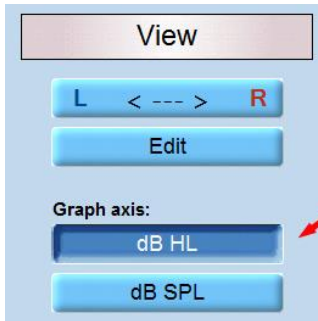 View
L < --- > R
Edit
Graph axis:
dB HL
dB SPL